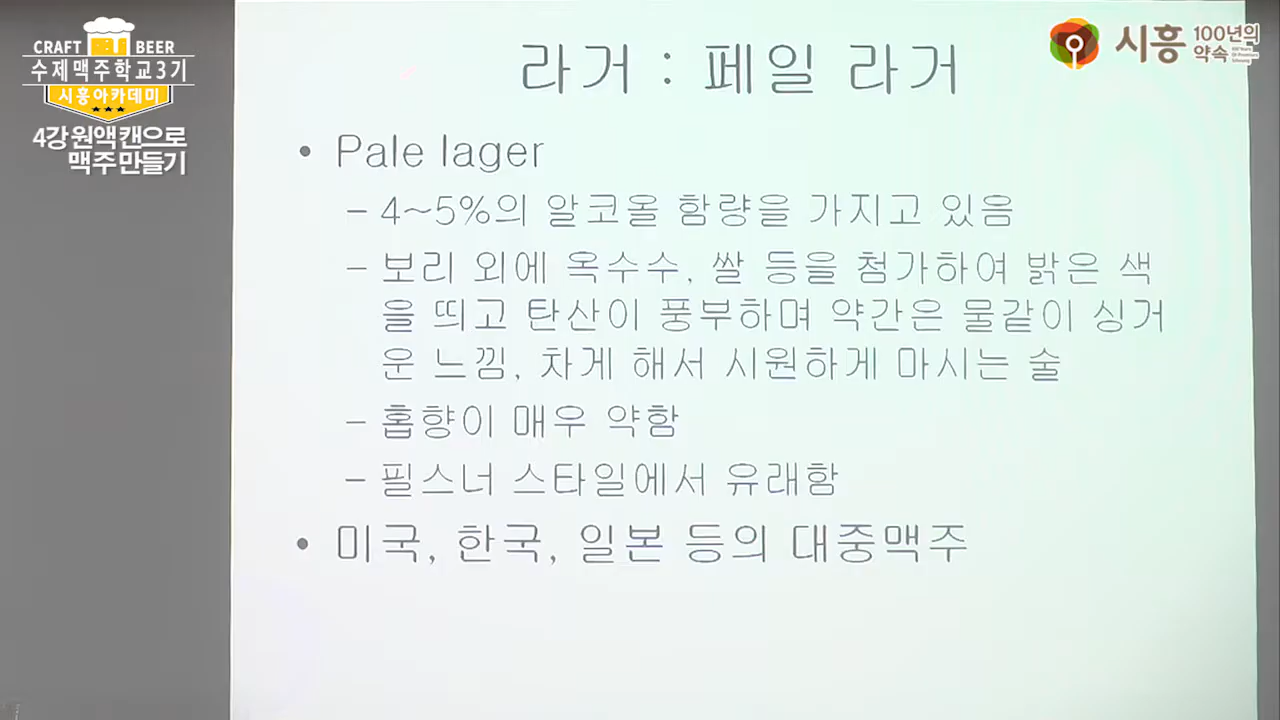 CRAFT BEER
수제맥주학교3기
시흥아카데미
4강 원액 캔으로
맥주 만들기
시흥 100년의
약속
라거 : 페일 라거
• Pale lager
– 4~5%의 알코올 함량을 가지고 있음
– 보리 외에 옥수수, 쌀 등을 첨가하여 밝은 색
을 띄고 탄산이 풍부하며 약간은 물같이 싱거
운 느낌, 차게 해서 시원하게 마시는 술
– 홉향이 매우 약함
– 필스너 스타일에서 유래함
• 미국, 한국, 일본 등의 대중맥주